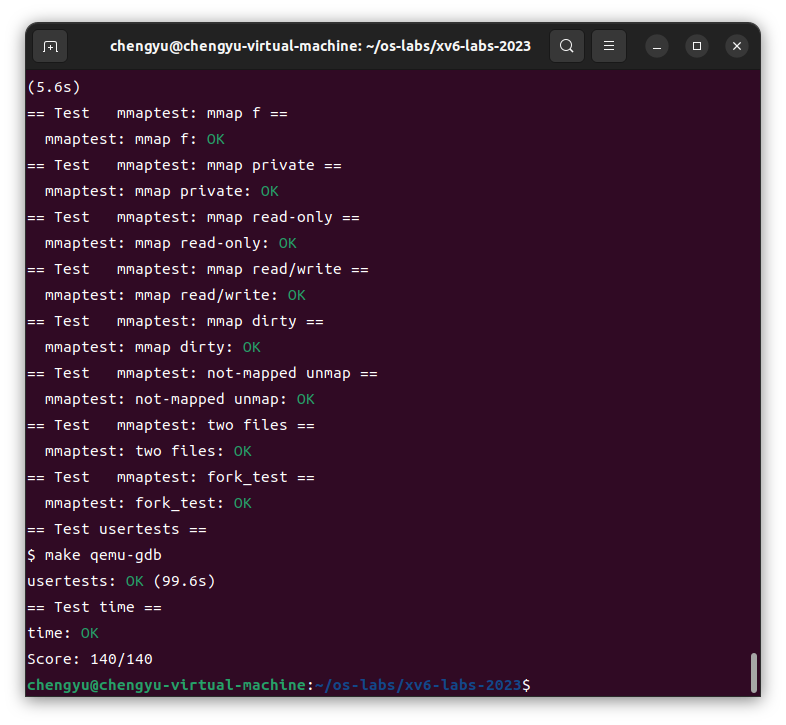 chengyu@chengyu-virtual-machine: ~/os-labs/xv6-labs-2023
(5.6s)
== Test   mmaptest: mmap f ==
  mmaptest: mmap f: OK
== Test   mmaptest: mmap private ==
  mmaptest: mmap private: OK
== Test   mmaptest: mmap read-only ==
  mmaptest: mmap read-only: OK
== Test   mmaptest: mmap read/write ==
  mmaptest: mmap read/write: OK
== Test   mmaptest: mmap dirty ==
  mmaptest: mmap dirty: OK
== Test   mmaptest: not-mapped unmap ==
  mmaptest: not-mapped unmap: OK
== Test   mmaptest: two files ==
  mmaptest: two files: OK
== Test   mmaptest: fork_test ==
  mmaptest: fork_test: OK
== Test usertests ==
$ make qemu-gdb
usertests: OK (99.6s)
== Test time ==
time: OK
Score: 140/140
chengyu@chengyu-virtual-machine:~/os-labs/xv6-labs-2023$